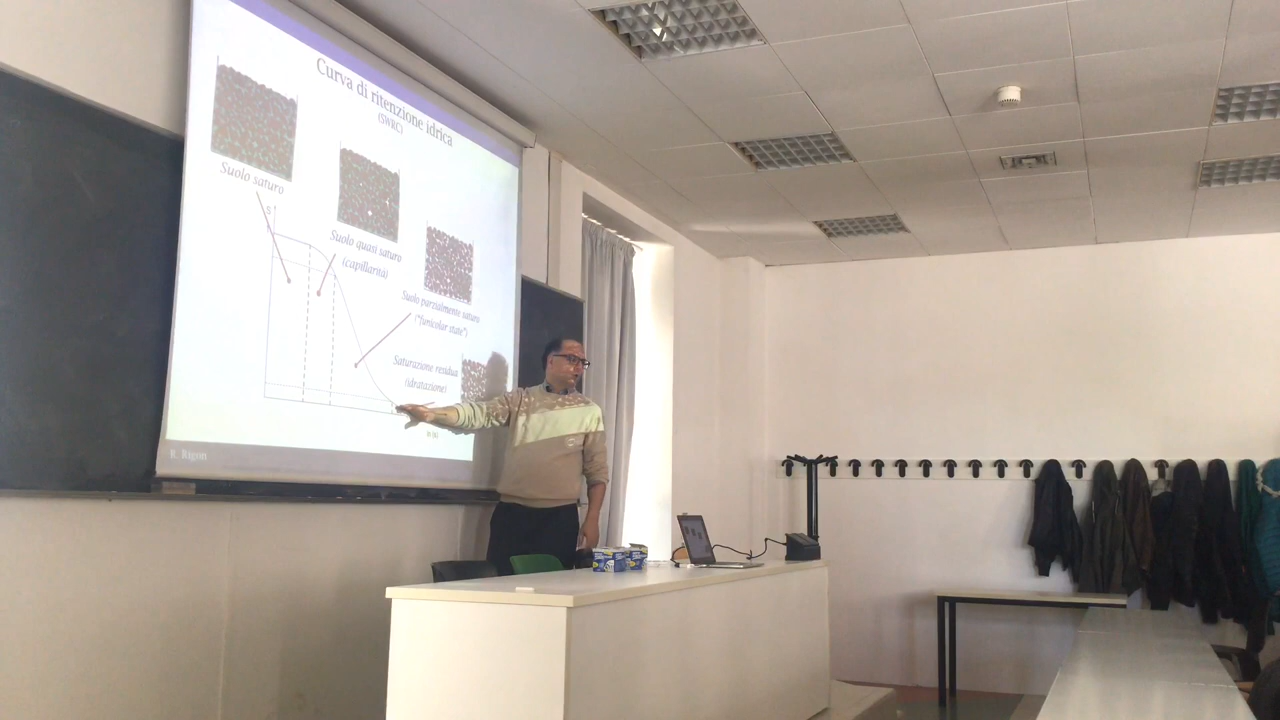 Curva di ritenzione idrica
(SWRC)
Suolo saturo
S
Suolo quasi saturo
(capillarità)
Suolo parzialmente saturo
("funicolar state")
Saturazione residua
(idratazione)
R. Rigon